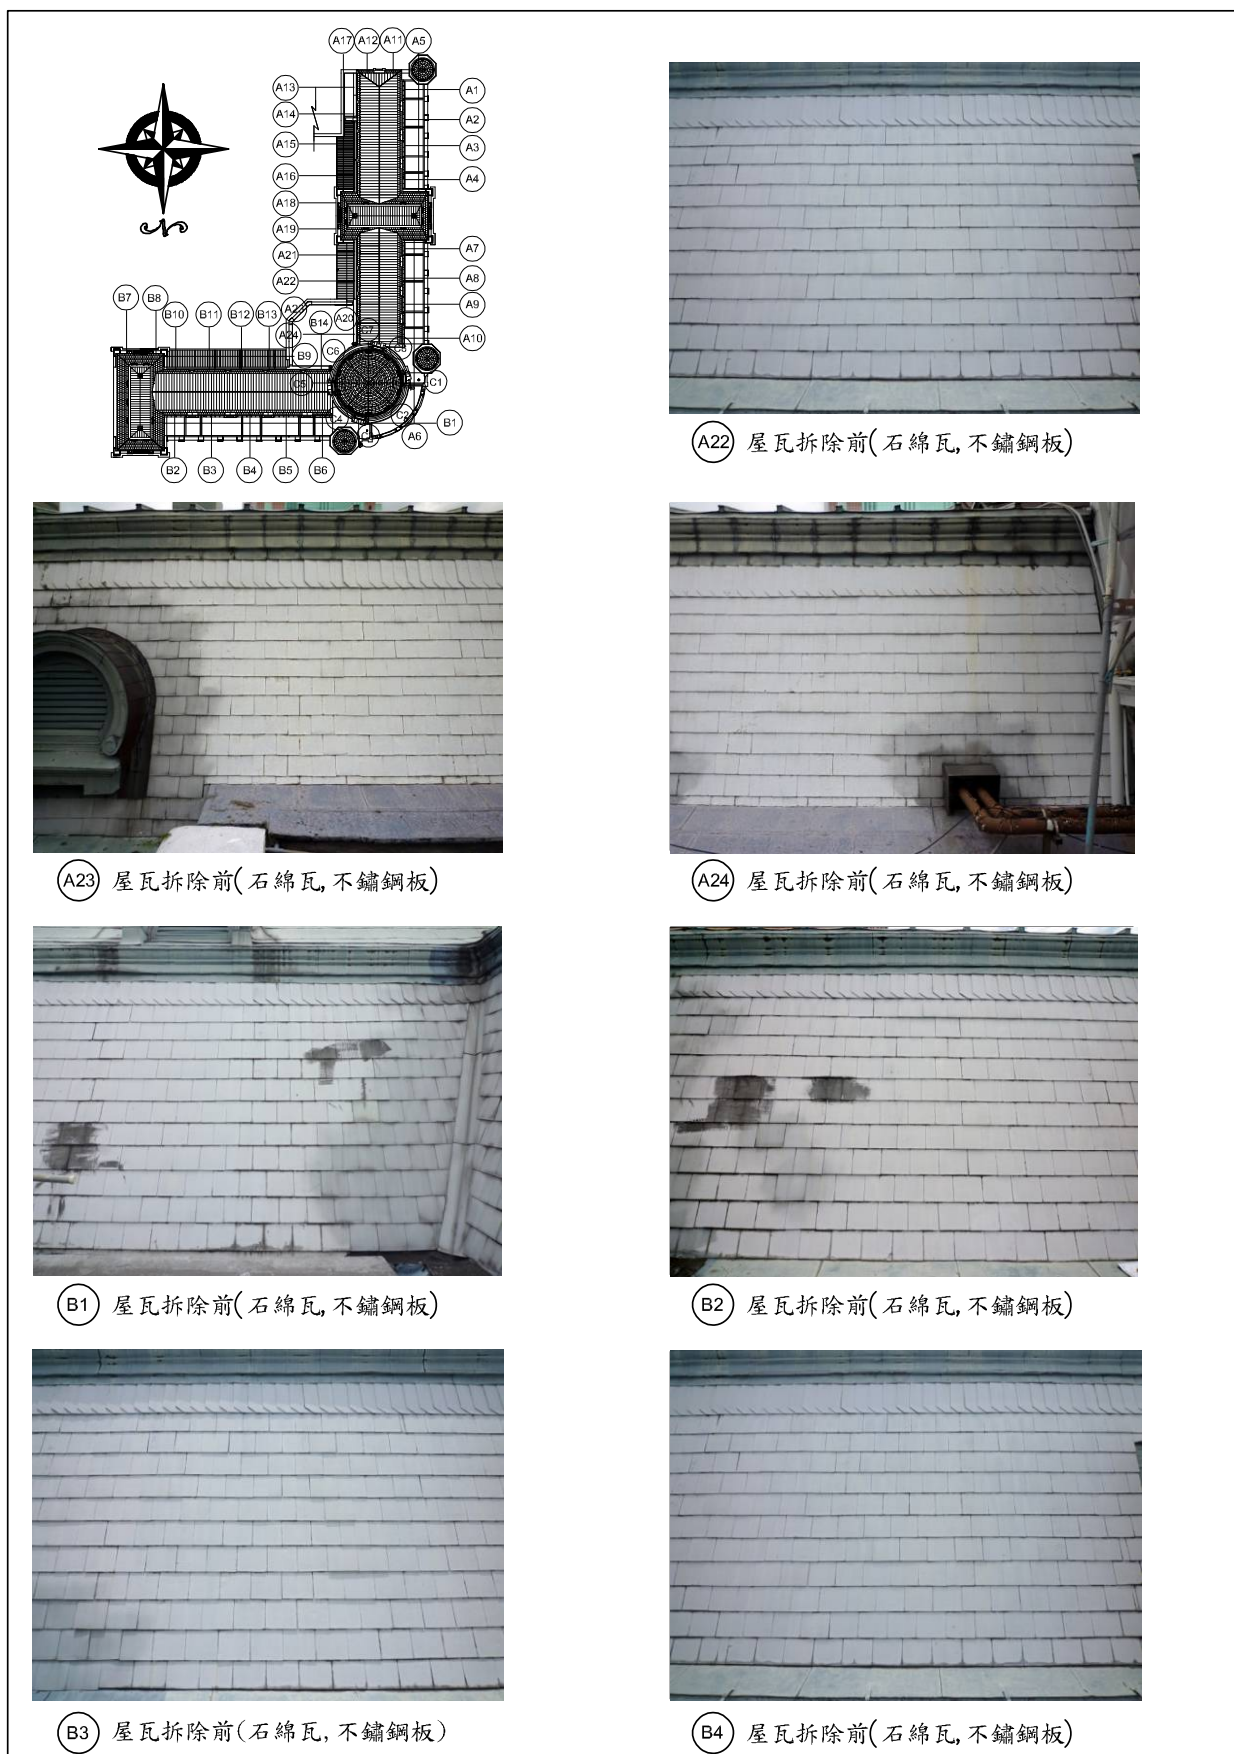 A17 A12 A11 A5
A13
A14
A15
A16
A18
A19
A21
A22
A1
A2
A3
A4
A7
A8
A9
A10
B7 B8 B10 B11 B12 B13 A23 B14 A20 C7
A24
B9 C6 C8
C5 C1
C4 C2 A6 B1
B2 B3 B4 B5 B6
A22 屋瓦拆除前(石綿瓦,不鏽鋼板)
A23 屋瓦拆除前(石綿瓦,不鏽鋼板)
A24 屋瓦拆除前(石綿瓦,不鏽鋼板)
B1 屋瓦拆除前(石綿瓦,不鏽鋼板)
B2 屋瓦拆除前(石綿瓦,不鏽鋼板)
B3 屋瓦拆除前(石綿瓦,不鏽鋼板)
B4 屋瓦拆除前(石綿瓦,不鏽鋼板)